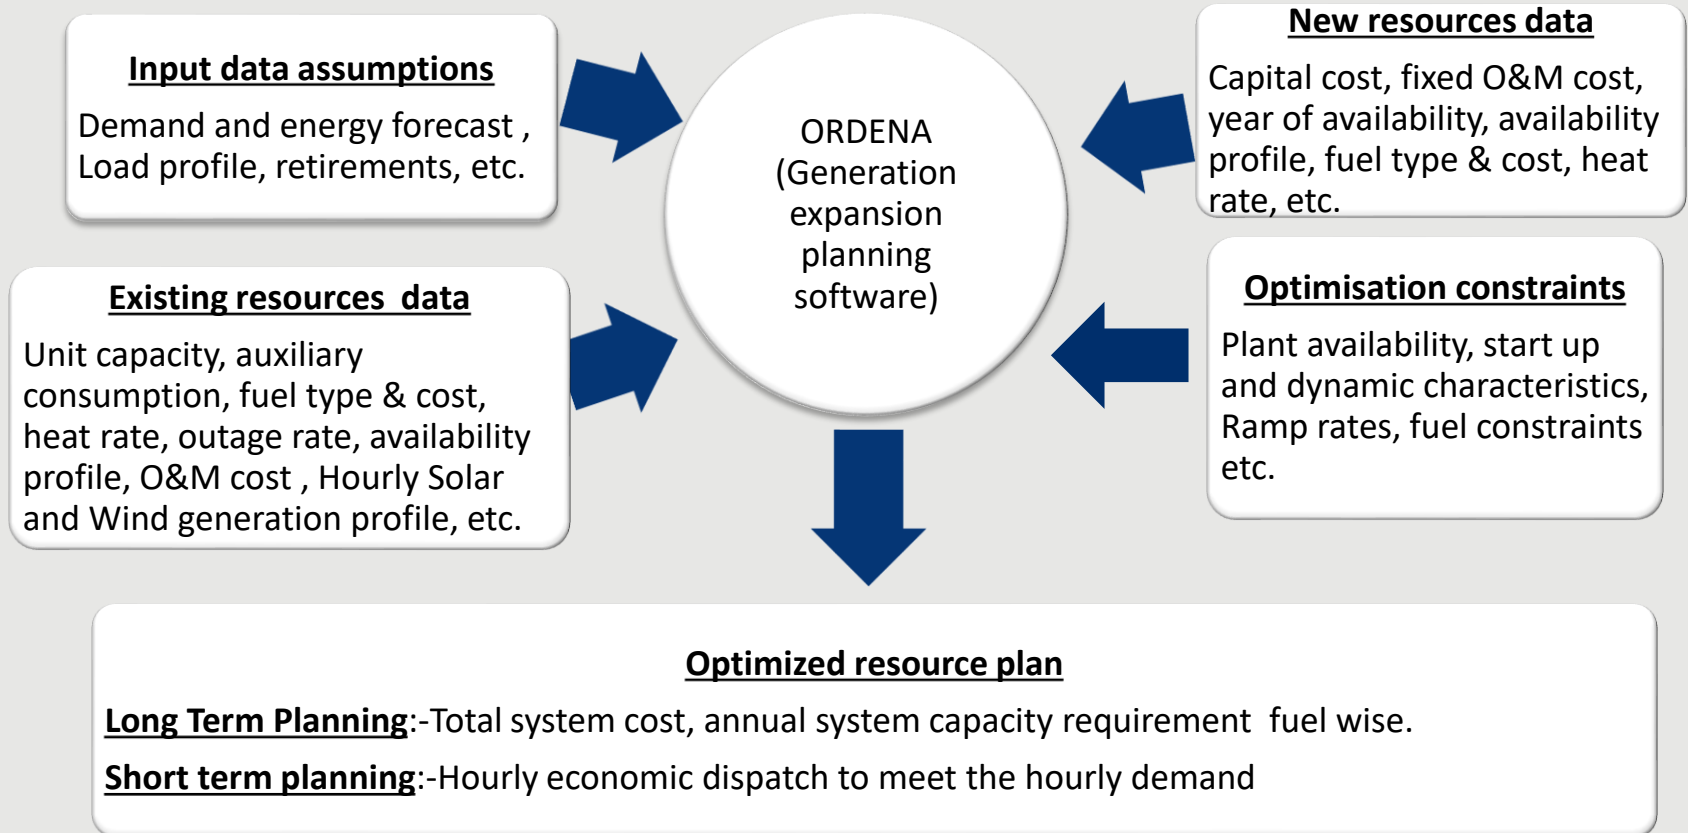 Input data assumptions
Demand and energy forecast ,
Load profile, retirements, etc.
Existing resources  data
Unit capacity, auxiliary
consumption, fuel type & cost,
heat rate, outage rate, availability
profile, O&M cost , Hourly Solar
and Wind generation profile, etc.
ORDENA
(Generation
expansion
planning
software)
New resources data
Capital cost, fixed O&M cost,
year of availability, availability
profile, fuel type & cost, heat
rate, etc.
Optimisation constraints
Plant availability, start up
and dynamic characteristics,
Ramp rates, fuel constraints
etc.
Optimized resource plan
Long Term Planning:-Total system cost, annual system capacity requirement  fuel wise.
Short term planning:-Hourly economic dispatch to meet the hourly demand